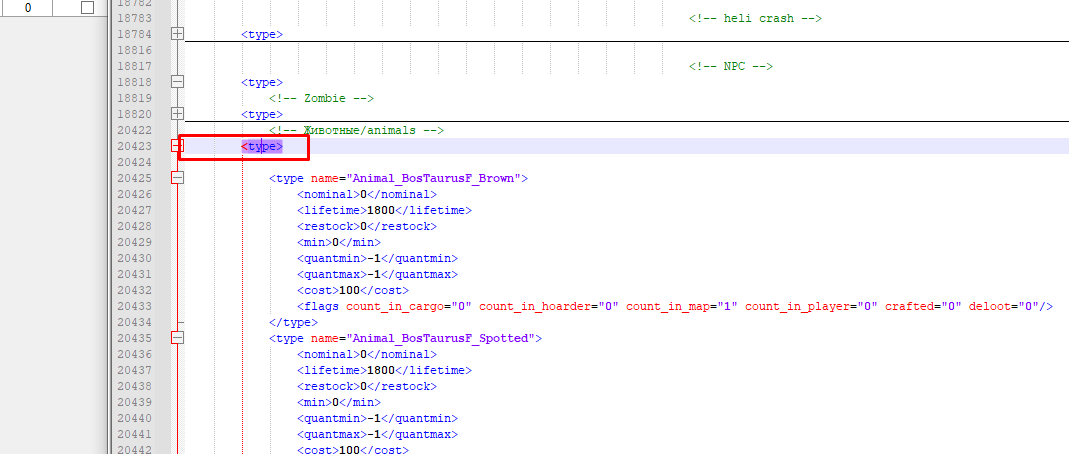 0
18782
18783 <!-- heli crash -->
18784 <type>
18816
18817 <!-- NPC -->
18818 <type>
18819 <!-- Zombie -->
18820 <type>
20422 <!-- Животные/animals -->
20423 <type>
20424
20425 <type name="Animal_BosTaurusF_Brown">
20426 <nominal>0</nominal>
20427 <lifetime>1800</lifetime>
20428 <restock>0</restock>
20429 <min>0</min>
20430 <quantmin>-1</quantmin>
20431 <quantmax>-1</quantmax>
20432 <cost>100</cost>
20433 <flags count_in_cargo="0" count_in_hoarder="0" count_in_map="1" count_in_player="0" crafted="0" deloot="0"/>
20434 </type>
20435 <type name="Animal_BosTaurusF_Spotted">
20436 <nominal>0</nominal>
20437 <lifetime>1800</lifetime>
20438 <restock>0</restock>
20439 <min>0</min>
20440 <quantmin>-1</quantmin>
20441 <quantmax>-1</quantmax>
20442 <cost>100</cost>